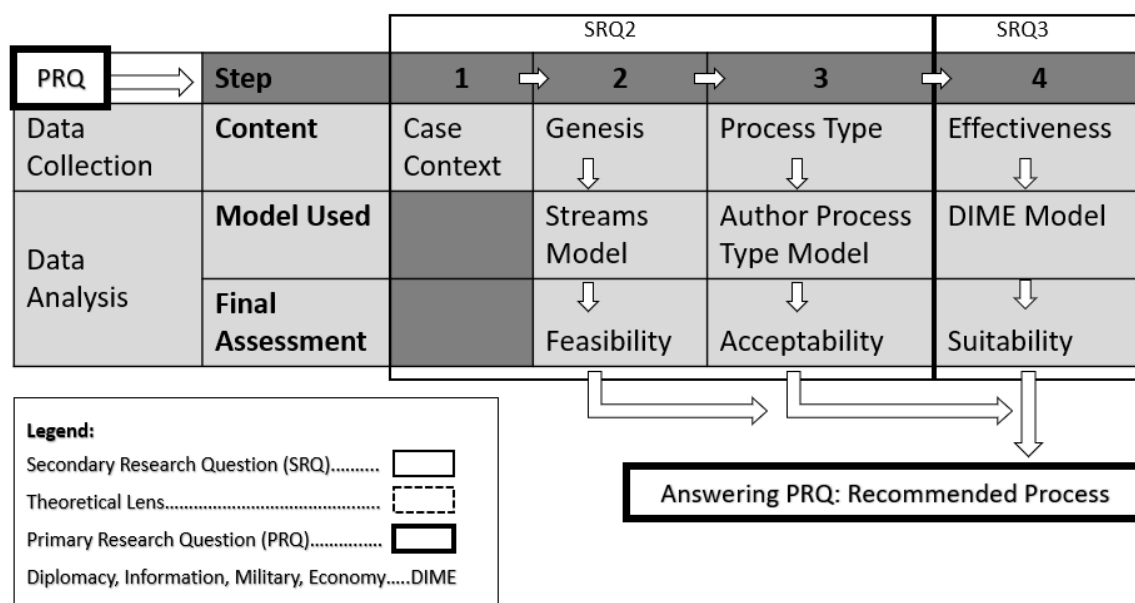 SRQ2
SRQ3
PRQ
Step
1
2
3
4
Data
Collection
Content
Case
Context
Genesis
Process Type
Effectiveness
Data
Analysis
Model Used
Streams
Model
Author Process
Type Model
DIME Model
Final
Assessment
Feasibility
Acceptability
Suitability
Legend:
Secondary Research Question (SRQ)..........
Theoretical Lens............................................
Primary Research Question (PRQ)...............
Diplomacy, Information, Military, Economy.....DIME
Answering PRQ: Recommended Process